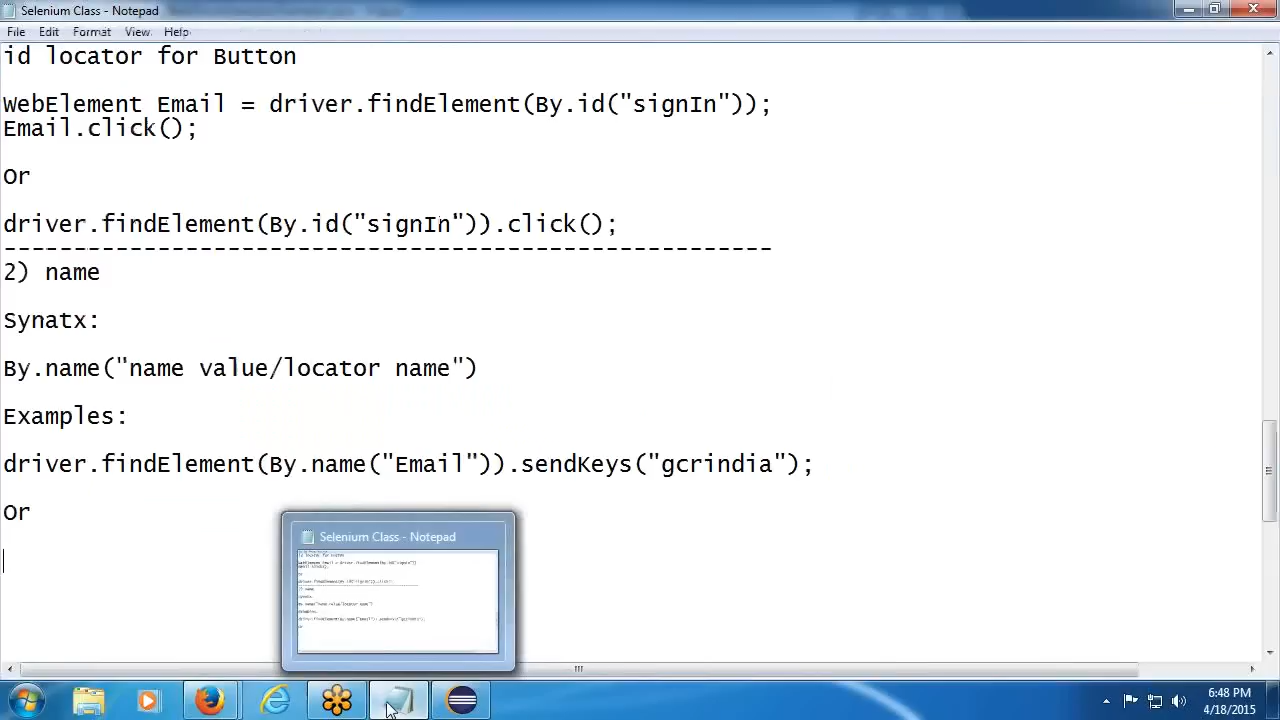 Selenium Class - Notepad
File Edit Format View Help
id locator for Button
WebElement Email = driver.findElement(By.id("signIn"));
Email.click();
Or
driver.findElement(By.id("signIn")).click();
-------------------------------------------------------
2) name
Synatx:
By.name("name value/locator name")
Examples:
driver.findElement(By.name("Email")).sendKeys("gcrindia");
Or
Selenium Class - Notepad
6:48 PM
4/18/2015